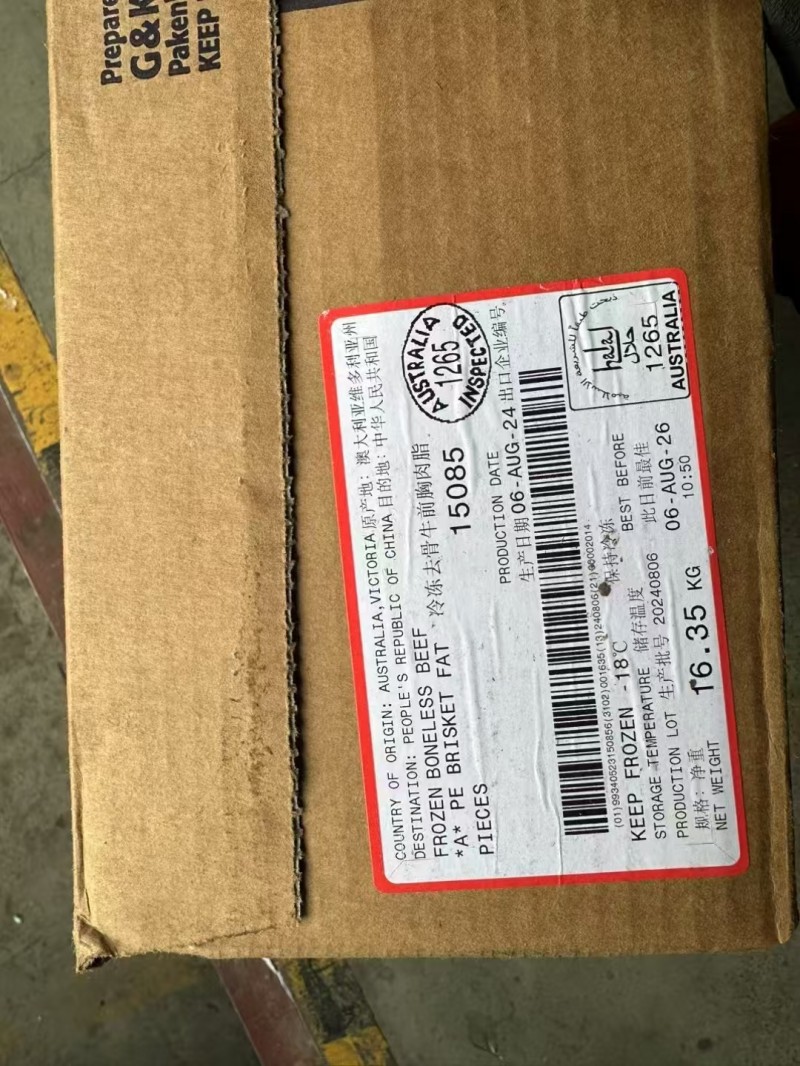 Prepare
G&K
Paken
KEEP
COUNTRY OF ORIGIN: AUSTRALIA,VICTORIA 原产地: 澳大利亚维多利亚州
DESTINATION: PEOPLE'S REPUBLIC OF CHINA 目的地: 中华人民共和国
FROZEN BONELESS BEEF
*A* PE BRISKET FAT 冷冻去骨牛前胸肉脂
PIECES
15085
AUSTRALIA
1265
INSPECTED
PRODUCTION DATE
生产日期 06-AUG-24 出口企业编号
(01)99340523150856(3102)001635(13)240806(21)00002014
KEEP FROZEN -18℃ 保持冷冻
STORAGE TEMPERATURE 储存温度
BEST BEFORE
此日前最佳
PRODUCTION LOT 生产批号 20240806
06-AUG-26
10:50
规格: 净重
NET WEIGHT 16.35 KG
halal
حلال
1265
AUSTRALIA